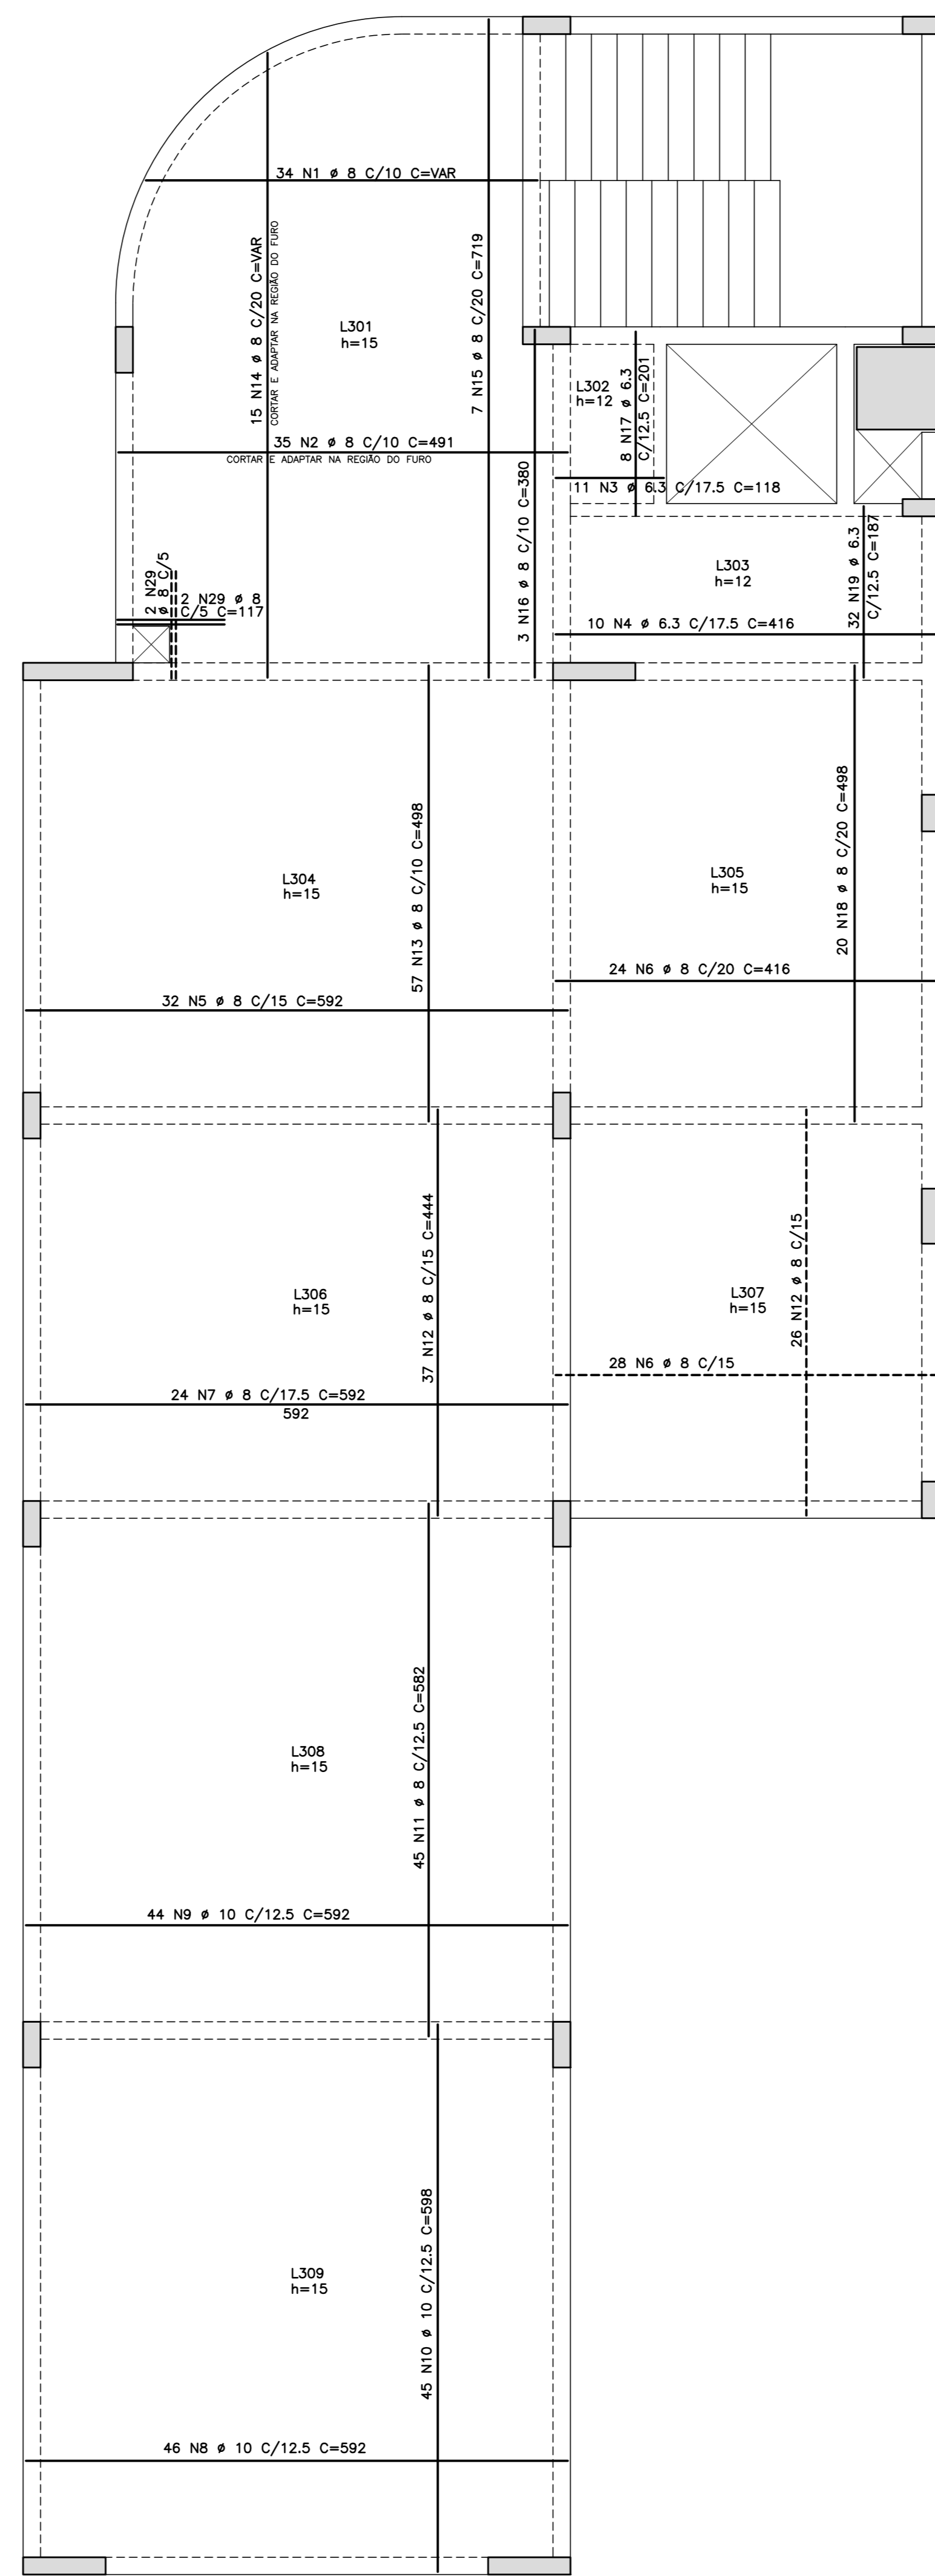 34 N1 ø 8 C/10 C=VAR
15 N14 ø 8 C/20 C=VAR
CORTAR E ADAPTAR NA REGIÃO DO FURO
7 N15 ø 8 C/20 C=719
L301
h=15
35 N2 ø 8 C/10 C=491
CORTAR E ADAPTAR NA REGIÃO DO FURO
L302
h=12
8 N17 ø 6.3
C/12.5 C=201
11 N3 ø 6.3 C/17.5 C=118
3 N16 ø 8 C/10 C=380
2 N29
ø 8 C/5
2 N29 ø 8
C/5 C=117
L303
h=12
32 N19 ø 6.3
C/12.5 C=187
10 N4 ø 6.3 C/17.5 C=416
L304
h=15
57 N13 ø 8 C/10 C=498
32 N5 ø 8 C/15 C=592
L305
h=15
20 N18 ø 8 C/20 C=498
24 N6 ø 8 C/20 C=416
L306
h=15
37 N12 ø 8 C/15 C=444
24 N7 ø 8 C/17.5 C=592
592
L307
h=15
26 N12 ø 8 C/15
28 N6 ø 8 C/15
L308
h=15
45 N11 ø 8 C/12.5 C=582
44 N9 ø 10 C/12.5 C=592
L309
h=15
45 N10 ø 10 C/12.5 C=598
46 N8 ø 10 C/12.5 C=592